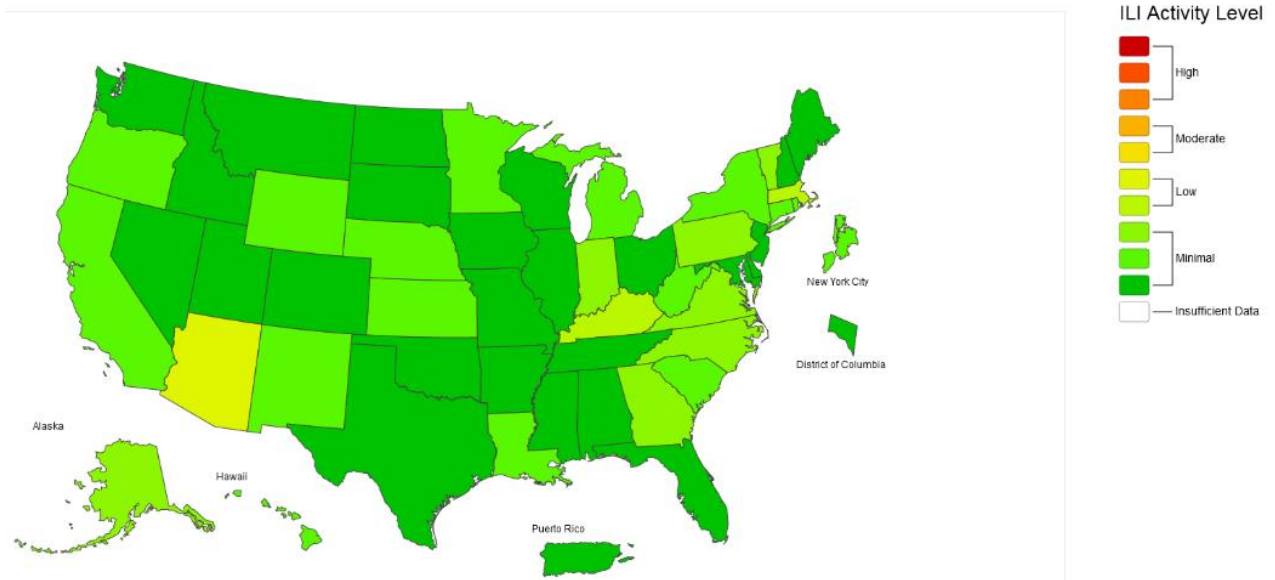 ILI Activity Level
High
Moderate
Low
Minimal
Insufficient Data
New York City
District of Columbia
Alaska
Hawaii
Puerto Rico